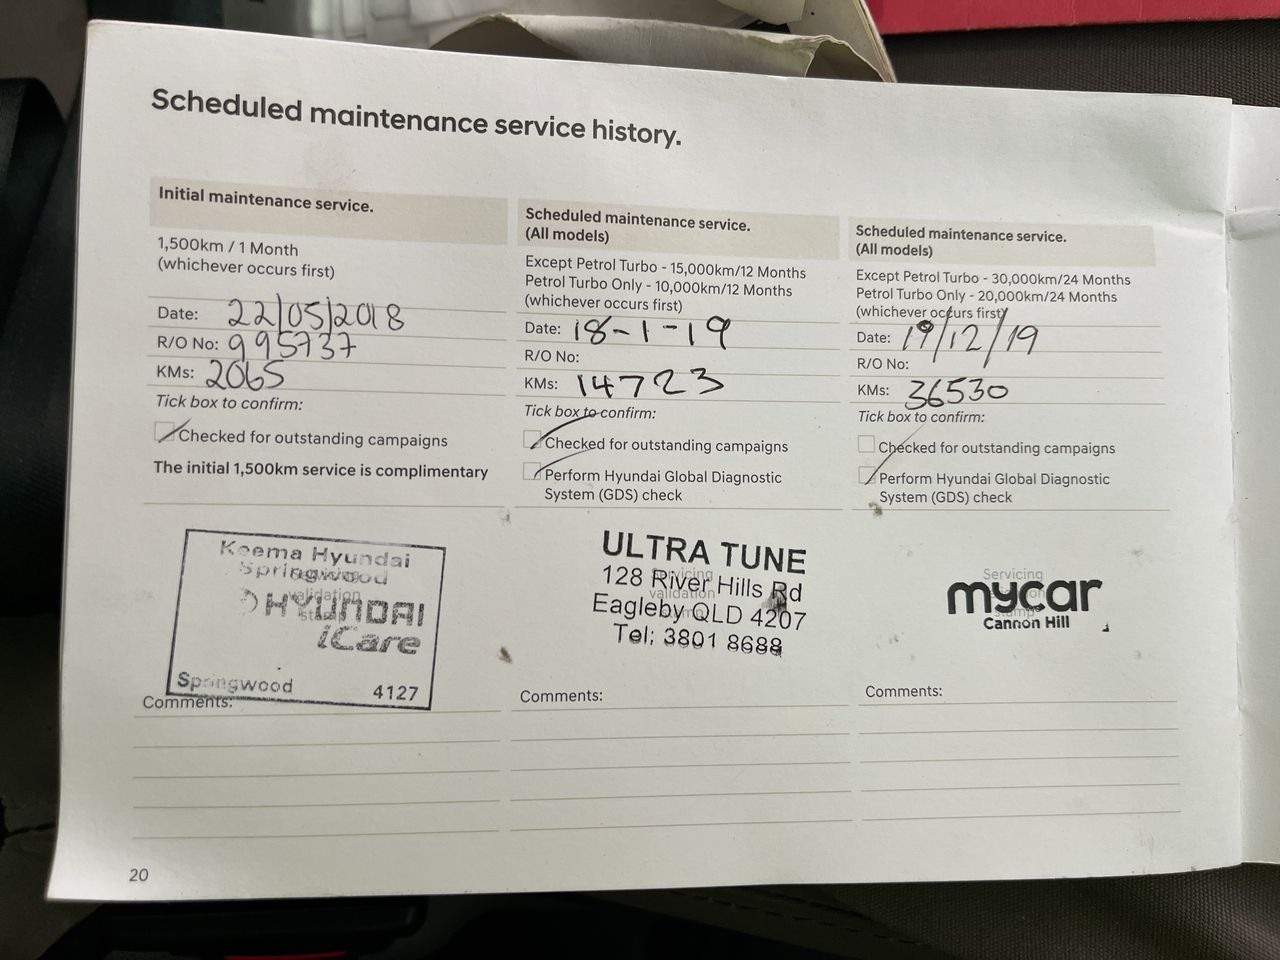 Scheduled maintenance service history.
Initial maintenance service.
1,500km / 1 Month
(whichever occurs first)
Date: 22/05/2018
R/O No: 995737
KMs: 2065
Tick box to confirm:
Checked for outstanding campaigns
The initial 1,500km service is complimentary
Keema Hyundai
Springwood
Servicing
validation
stamp
HYUNDAI
iCare
Springwood 4127
Comments:
Scheduled maintenance service.
(All models)
Except Petrol Turbo - 15,000km/12 Months
Petrol Turbo Only - 10,000km/12 Months
(whichever occurs first)
Date: 18-1-19
R/O No:
KMs: 14723
Tick box to confirm:
Checked for outstanding campaigns
Perform Hyundai Global Diagnostic
System (GDS) check
ULTRA TUNE
128 River Hills Rd
Eagleby QLD 4207
Tel: 3801 8688
Servicing
validation
Comments:
Scheduled maintenance service.
(All models)
Except Petrol Turbo - 30,000km/24 Months
Petrol Turbo Only - 20,000km/24 Months
(whichever occurs first)
Date: 19/12/19
R/O No:
KMs: 36530
Tick box to confirm:
Checked for outstanding campaigns
Perform Hyundai Global Diagnostic
System (GDS) check
Servicing
mycar
stamp
Cannon Hill
Comments:
20